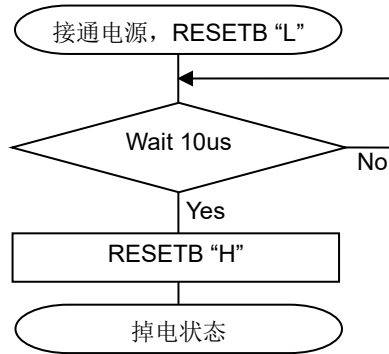 接通电源，RESETB “L”
Wait 10us
No
Yes
RESETB “H”
掉电状态